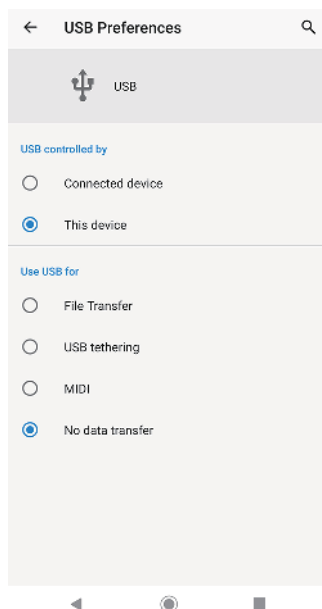 USB Preferences
USB
USB controlled by
Connected device
This device
Use USB for
File Transfer
USB tethering
MIDI
No data transfer